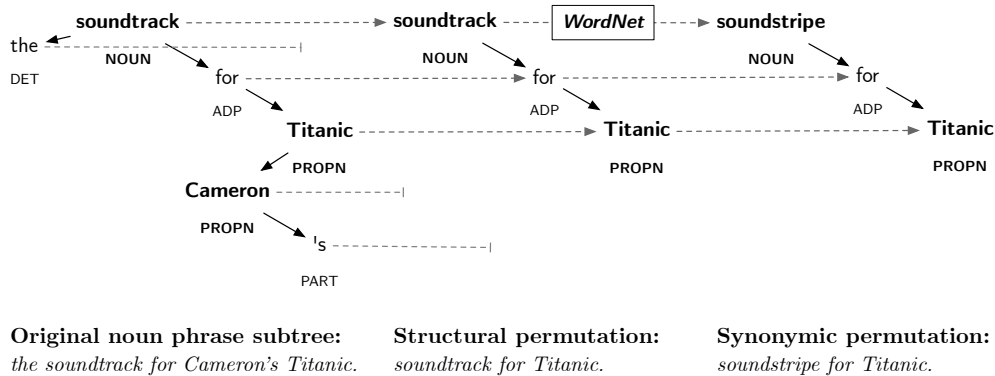 soundtrack soundtrack WordNet soundstripe
the
NOUN NOUN NOUN
DET for for for
ADP ADP ADP
Titanic Titanic Titanic
PROPN PROPN PROPN
Cameron
PROPN
's
PART
Original noun phrase subtree: Structural permutation: Synonymic permutation:
the soundtrack for Cameron's Titanic. soundtrack for Titanic. soundstripe for Titanic.